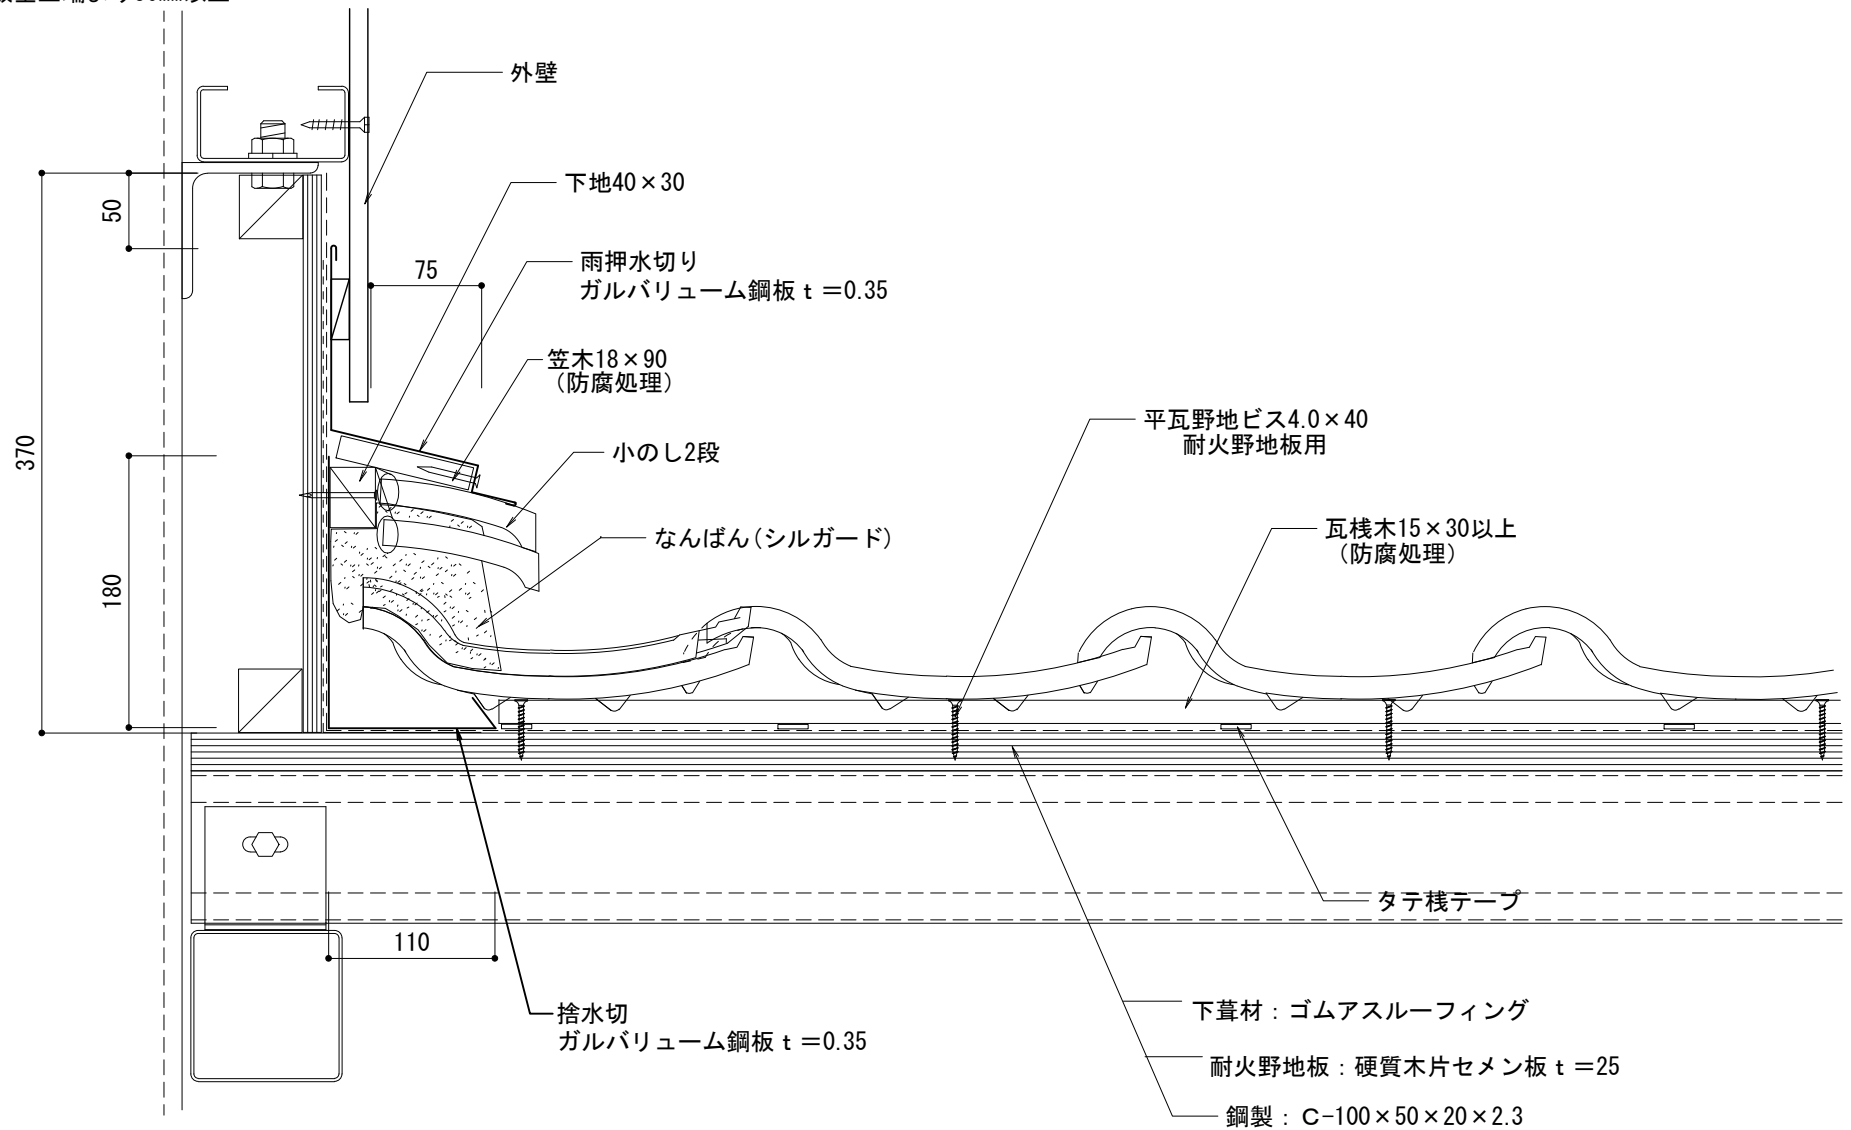 外壁
下地40×30
50
雨押水切り
75
ガルバリューム鋼板 t =0.35
笠木18×90
(防腐処理)
平瓦野地ビス4.0×40
耐火野地板用
370
小のし2段
なんばん(シルガード)
瓦桟木15×30以上
(防腐処理)
180
タテ桟テープ
110
捨水切
ガルバリューム鋼板 t =0.35
下葺材：ゴムアスルーフィング
耐火野地板：硬質木片セメン板 t =25
鋼製： C-100×50×20×2.3